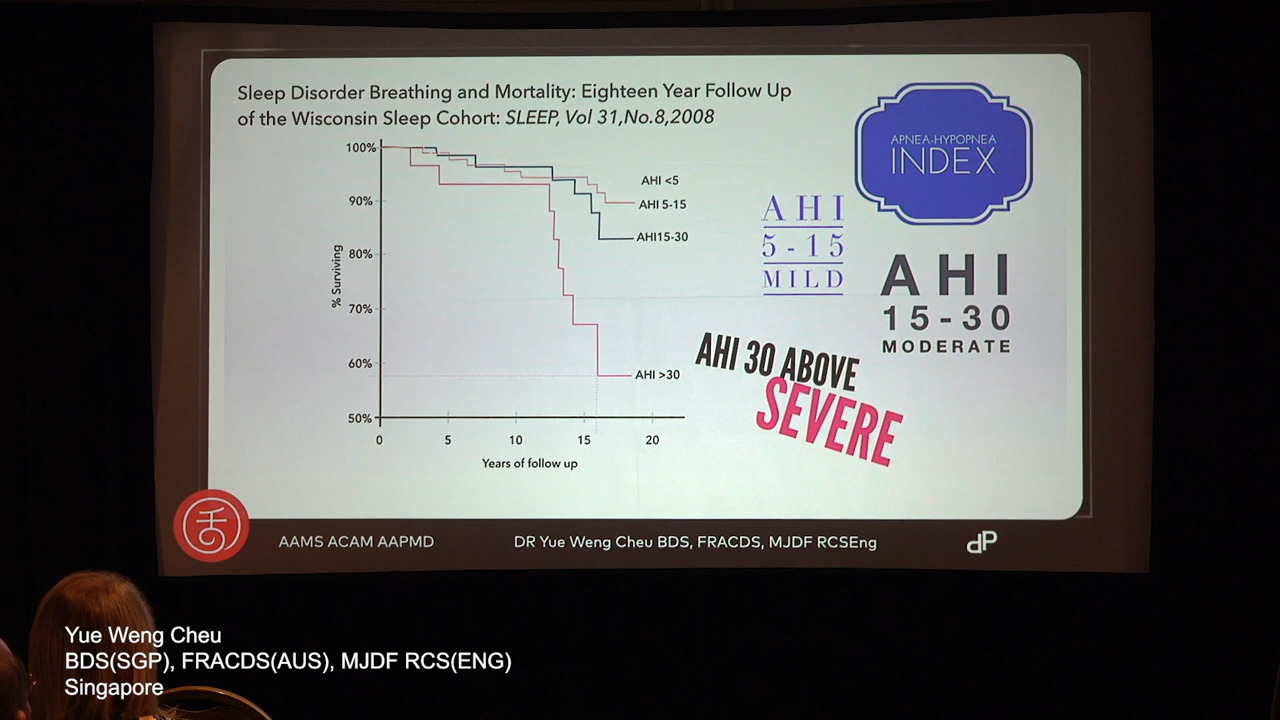 Sleep Disorder Breathing and Mortality: Eighteen Year Follow Up
of the Wisconsin Sleep Cohort: SLEEP, Vol 31,No.8,2008
APNEA-HYPOPNEA
INDEX
100%
90%
80%
70%
60%
50%
% Surviving
AHI <5
AHI 5-15
AHI15-30
AHI >30
0 5 10 15 20
Years of follow up
AHI
5-15
MILD
AHI
15-30
MODERATE
AHI 30 ABOVE
SEVERE
舌
AAMS ACAM AAPMD
DR Yue Weng Cheu BDS, FRACDS, MJDF RCSEng
dP
Yue Weng Cheu
BDS(SGP), FRACDS(AUS), MJDF RCS(ENG)
Singapore